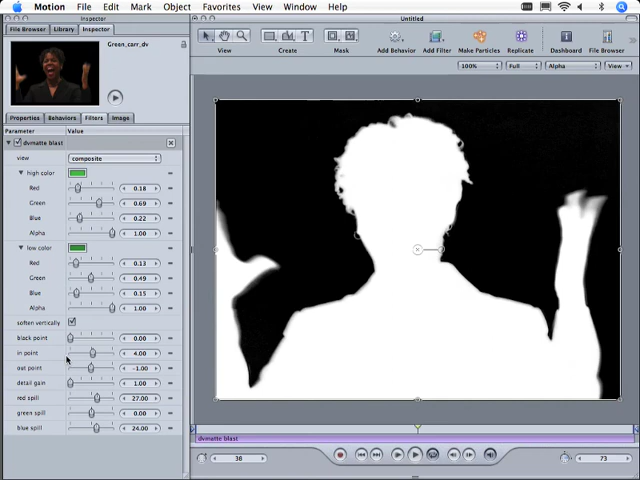 Motion File Edit Mark Object Favorites View Window Help
Inspector
Untitled
File Browser Library Inspector
Green_carr_dv
View Create Mask Add Behavior Add Filter Make Particles Replicate Dashboard File Browser
100% Full Alpha View
Properties Behaviors Filters Image
Parameter Value
dvmatte blast
view composite
high color
Red 0.18
Green 0.69
Blue 0.22
Alpha 1.00
low color
Red 0.13
Green 0.49
Blue 0.15
Alpha 1.00
soften vertically
black point 0.00
in point 4.00
out point -1.00
detail gain 1.00
red spill 27.00
green spill 0.00
blue spill 24.00
dvmatte blast
38 73